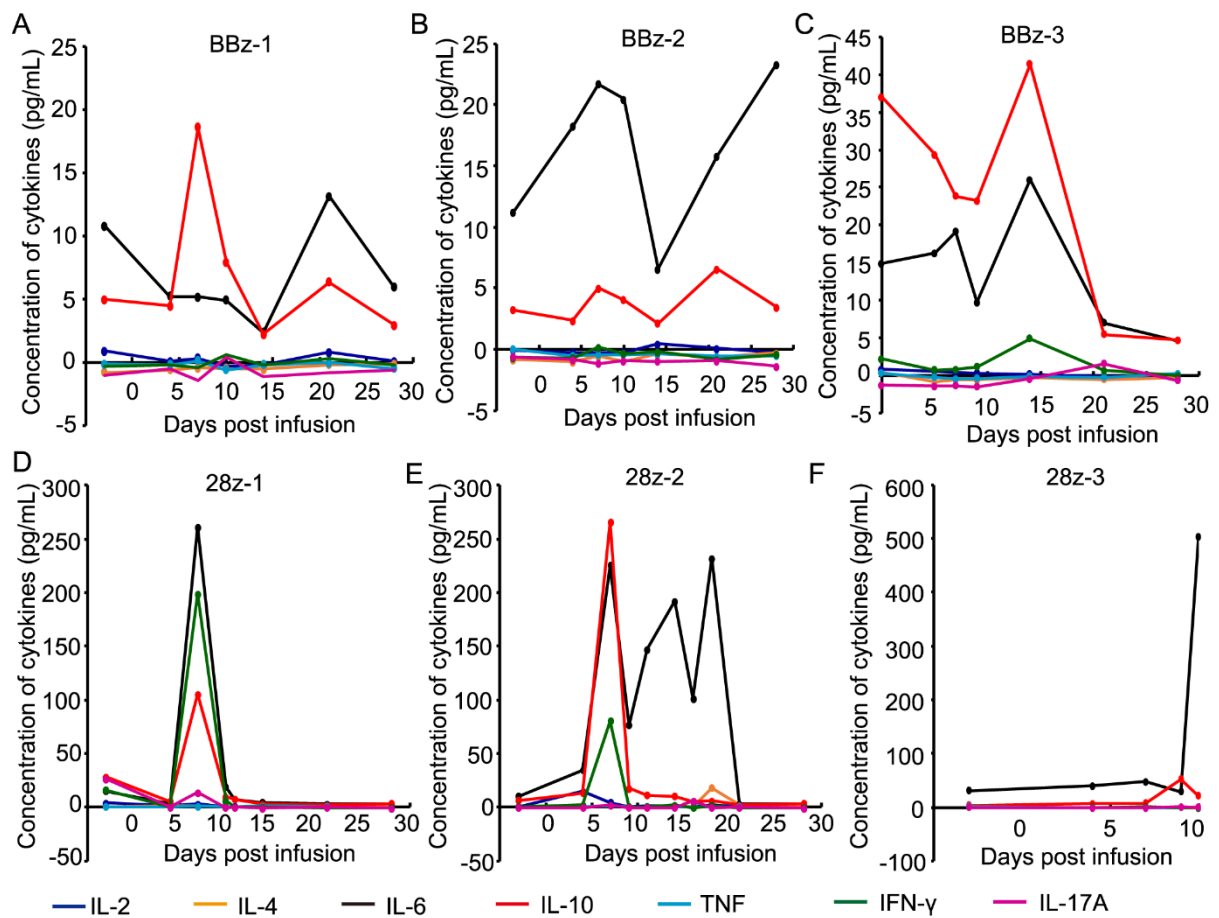 A
BBz-1
Concentration of cytokines (pg/mL)
25
20
15
10
5
0
-5
0 5 10 15 20 25 30
Days post infusion
B
BBz-2
Concentration of cytokines (pg/mL)
25
20
15
10
5
0
-5
0 5 10 15 20 25 30
Days post infusion
C
BBz-3
Concentration of cytokines (pg/mL)
45
40
35
30
25
20
15
10
5
0
-5
5 10 15 20 25 30
Days post infusion
D
28z-1
Concentration of cytokines (pg/mL)
300
250
200
150
100
50
0
-50
0 5 10 15 20 25 30
Days post infusion
E
28z-2
Concentration of cytokines (pg/mL)
300
250
200
150
100
50
0
-50
0 5 10 15 20 25 30
Days post infusion
F
28z-3
Concentration of cytokines (pg/mL)
600
500
400
300
200
100
0
-100
0 5 10
Days post infusion
IL-2 IL-4 IL-6 IL-10 TNF IFN-γ IL-17A